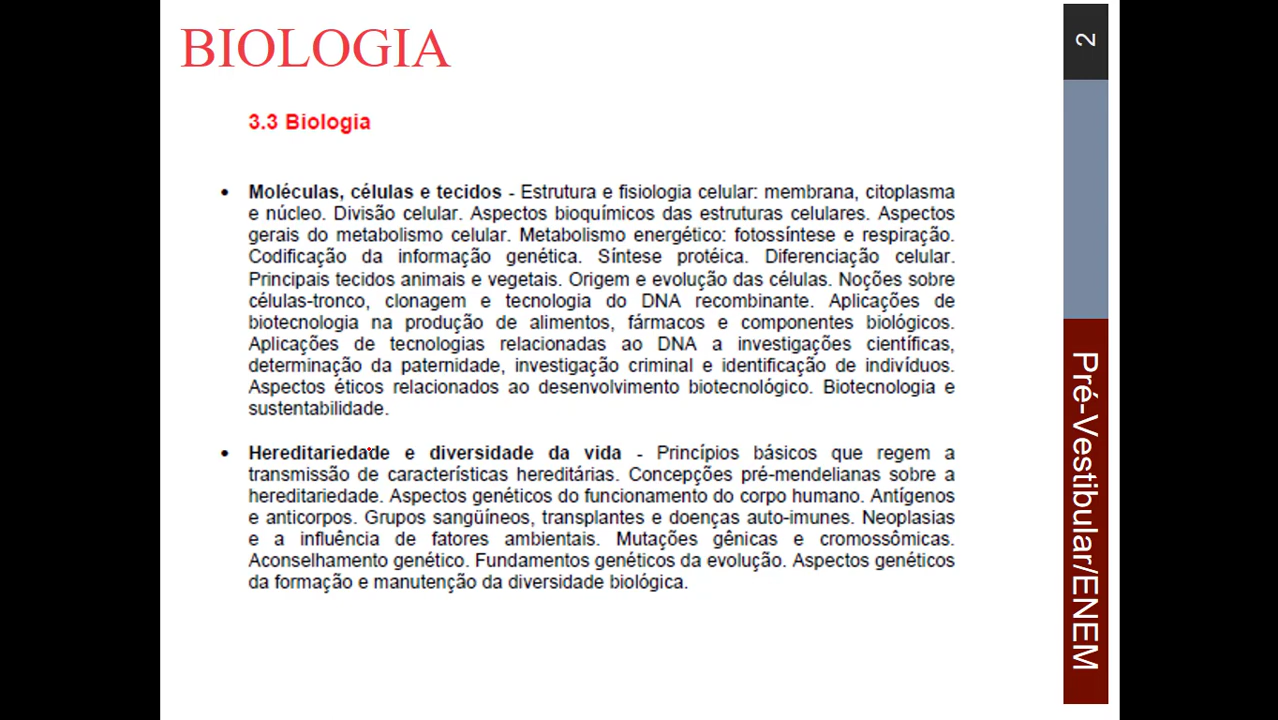 BIOLOGIA
2
3.3 Biologia
• Moléculas, células e tecidos - Estrutura e fisiologia celular: membrana, citoplasma
e núcleo. Divisão celular. Aspectos bioquímicos das estruturas celulares. Aspectos
gerais do metabolismo celular. Metabolismo energético: fotossíntese e respiração.
Codificação da informação genética. Síntese protéica. Diferenciação celular.
Principais tecidos animais e vegetais. Origem e evolução das células. Noções sobre
células-tronco, clonagem e tecnologia do DNA recombinante. Aplicações de
biotecnologia na produção de alimentos, fármacos e componentes biológicos.
Aplicações de tecnologias relacionadas ao DNA a investigações científicas,
determinação da paternidade, investigação criminal e identificação de indivíduos.
Aspectos éticos relacionados ao desenvolvimento biotecnológico. Biotecnologia e
sustentabilidade.
• Hereditariedade e diversidade da vida - Princípios básicos que regem a
transmissão de características hereditárias. Concepções pré-mendelianas sobre a
hereditariedade. Aspectos genéticos do funcionamento do corpo humano. Antígenos
e anticorpos. Grupos sangüíneos, transplantes e doenças auto-imunes. Neoplasias
e a influência de fatores ambientais. Mutações gênicas e cromossômicas.
Aconselhamento genético. Fundamentos genéticos da evolução. Aspectos genéticos
da formação e manutenção da diversidade biológica.
Pré-Vestibular/ENEM